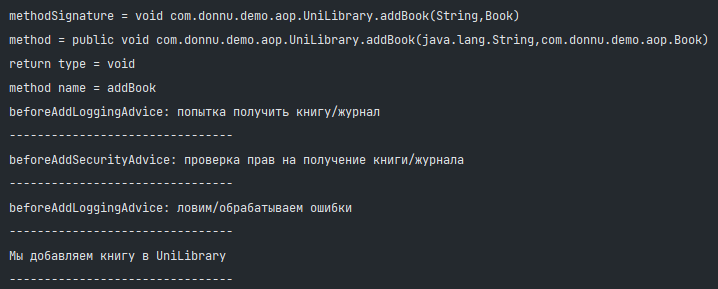 methodSignature = void com.donnu.demo.aop.UniLibrary.addBook(String,Book)
method = public void com.donnu.demo.aop.UniLibrary.addBook(java.lang.String,com.donnu.demo.aop.Book)
return type = void
method name = addBook
beforeAddLoggingAdvice: попытка получить книгу/журнал
--------------------------------
beforeAddSecurityAdvice: проверка прав на получение книги/журнала
--------------------------------
beforeAddLoggingAdvice: ловим/обрабатываем ошибки
--------------------------------
Мы добавляем книгу в UniLibrary
--------------------------------